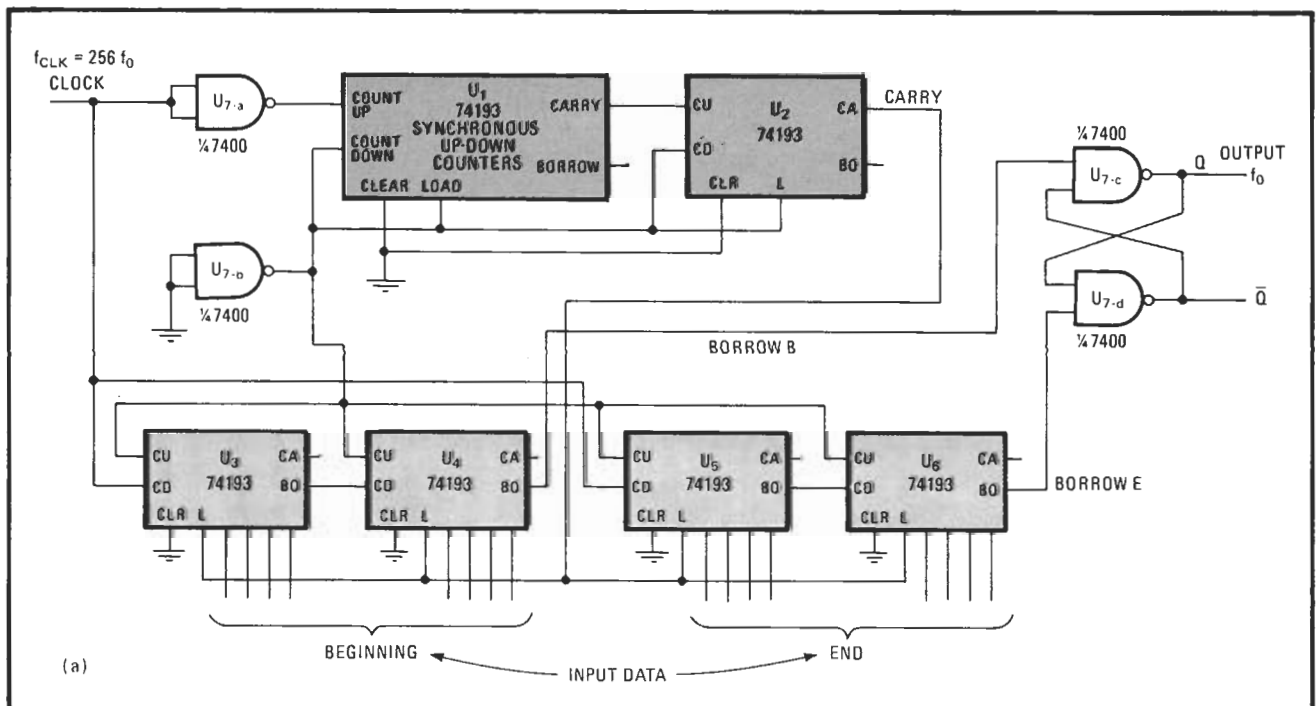 fCLK = 256 f0
CLOCK
U7-a
¼7400
COUNT UP
COUNT DOWN
U1
74193
SYNCHRONOUS
UP-DOWN
COUNTERS
CARRY
BORROW
CLEAR LOAD
CU
CD
U2
74193
CA
BO
CLR L
CARRY
¼7400
U7-c
Q OUTPUT
f0
U7-b
¼7400
U7-d
Q̅
¼7400
BORROW B
CU
CD
U3
74193
CA
BO
CLR L
CU
CD
U4
74193
CA
BO
CLR L
CU
CD
U5
74193
CA
BO
CLR L
CU
CD
U6
74193
CA
BO
CLR L
BORROW E
BEGINNING
INPUT DATA
END
(a)